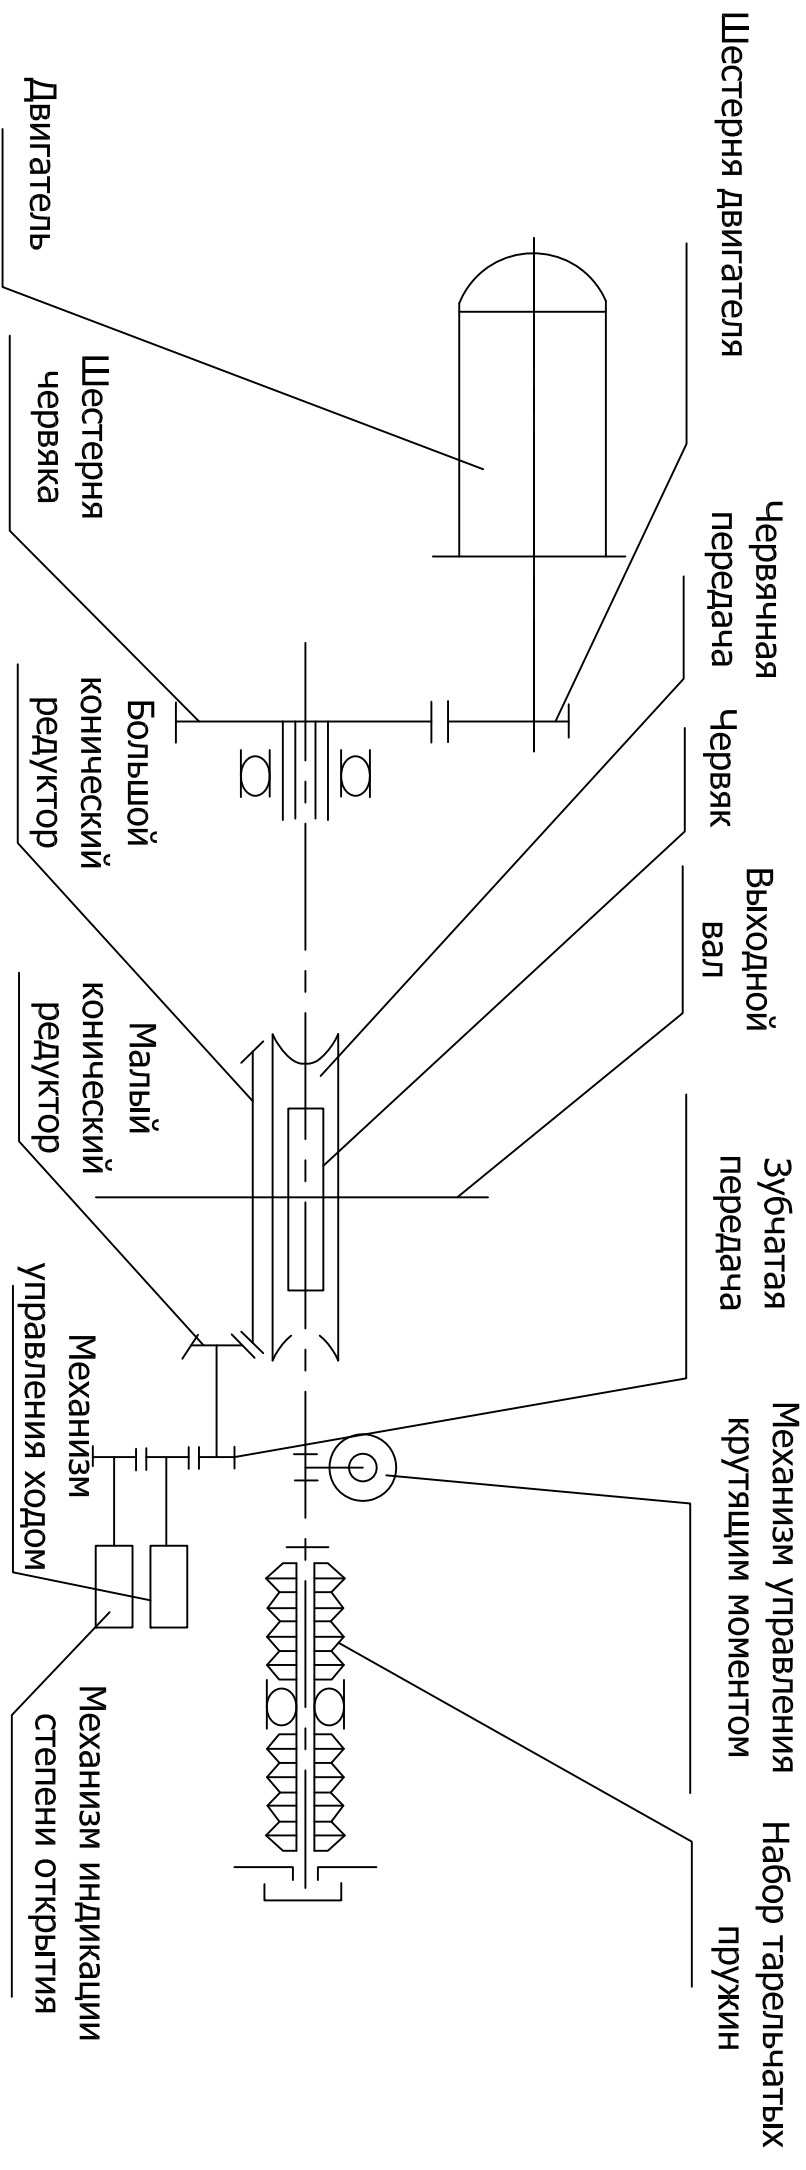 Шестерня двигателя
Червячная
передача
Червяк
Выходной
вал
Зубчатая
передача
Механизм управления
крутящим моментом
Набор тарельчатых
пружин
Двигатель
Шестерня
червяка
Большой
конический
редуктор
Малый
конический
редуктор
Механизм
управления ходом
Механизм индикации
степени открытия